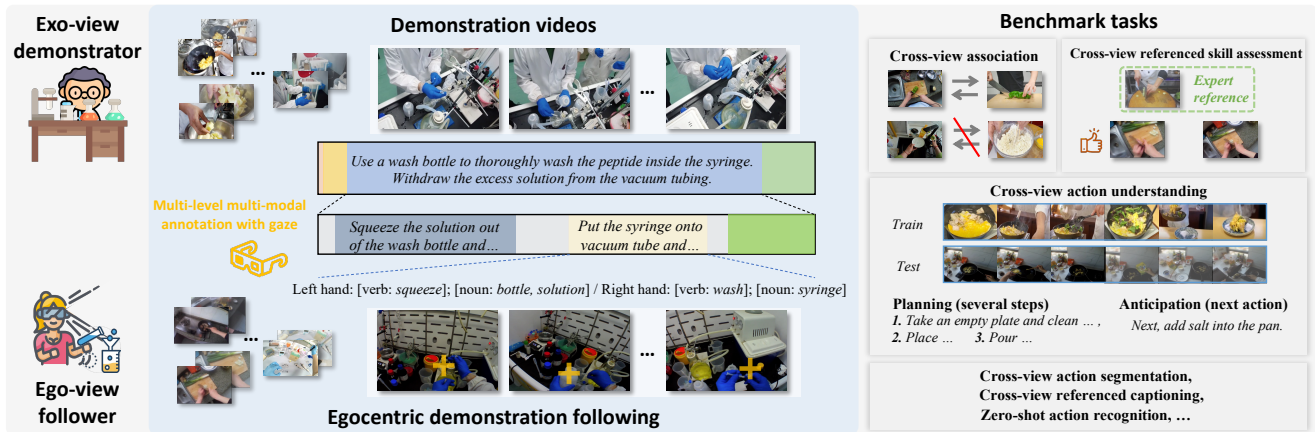 Exo-view
demonstrator
Ego-view
follower
Demonstration videos
...
...
Use a wash bottle to thoroughly wash the peptide inside the syringe.
Withdraw the excess solution from the vacuum tubing.
Multi-level multi-modal
annotation with gaze
Squeeze the solution out
of the wash bottle and...
Put the syringe onto
vacuum tube and...
Left hand: [verb: squeeze]; [noun: bottle, solution] / Right hand: [verb: wash]; [noun: syringe]
...
...
Egocentric demonstration following
Benchmark tasks
Cross-view association
Cross-view referenced skill assessment
Expert
reference
Cross-view action understanding
Train
Test
Planning (several steps)
1. Take an empty plate and clean ... ,
2. Place ... 3. Pour ...
Anticipation (next action)
Next, add salt into the pan.
Cross-view action segmentation,
Cross-view referenced captioning,
Zero-shot action recognition, ...